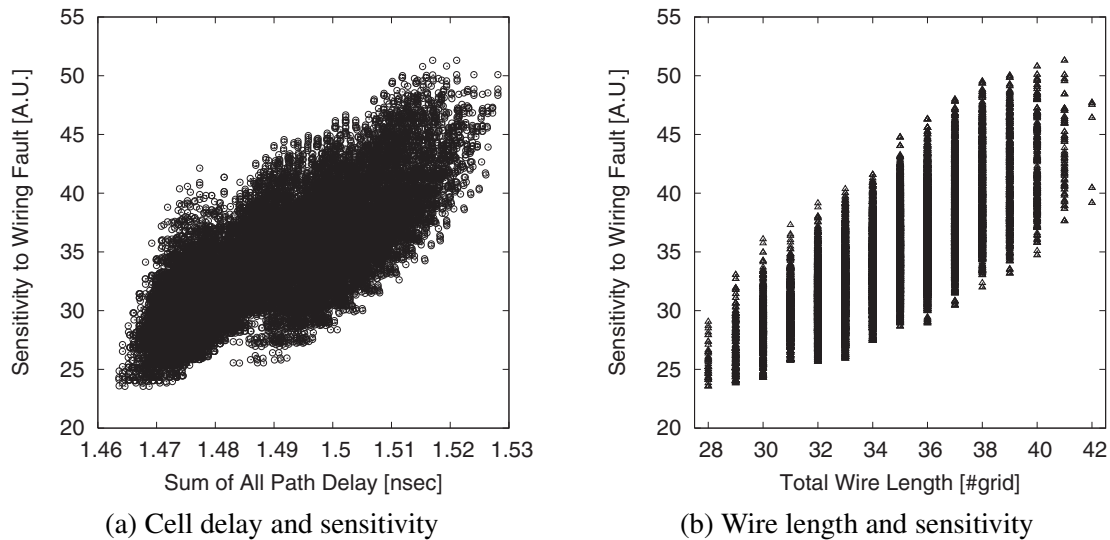 55
50
45
40
35
30
25
20
Sensitivity to Wiring Fault [A.U.]
1.46 1.47 1.48 1.49 1.5 1.51 1.52 1.53
Sum of All Path Delay [nsec]
(a) Cell delay and sensitivity
55
50
45
40
35
30
25
20
Sensitivity to Wiring Fault [A.U.]
28 30 32 34 36 38 40 42
Total Wire Length [#grid]
(b) Wire length and sensitivity